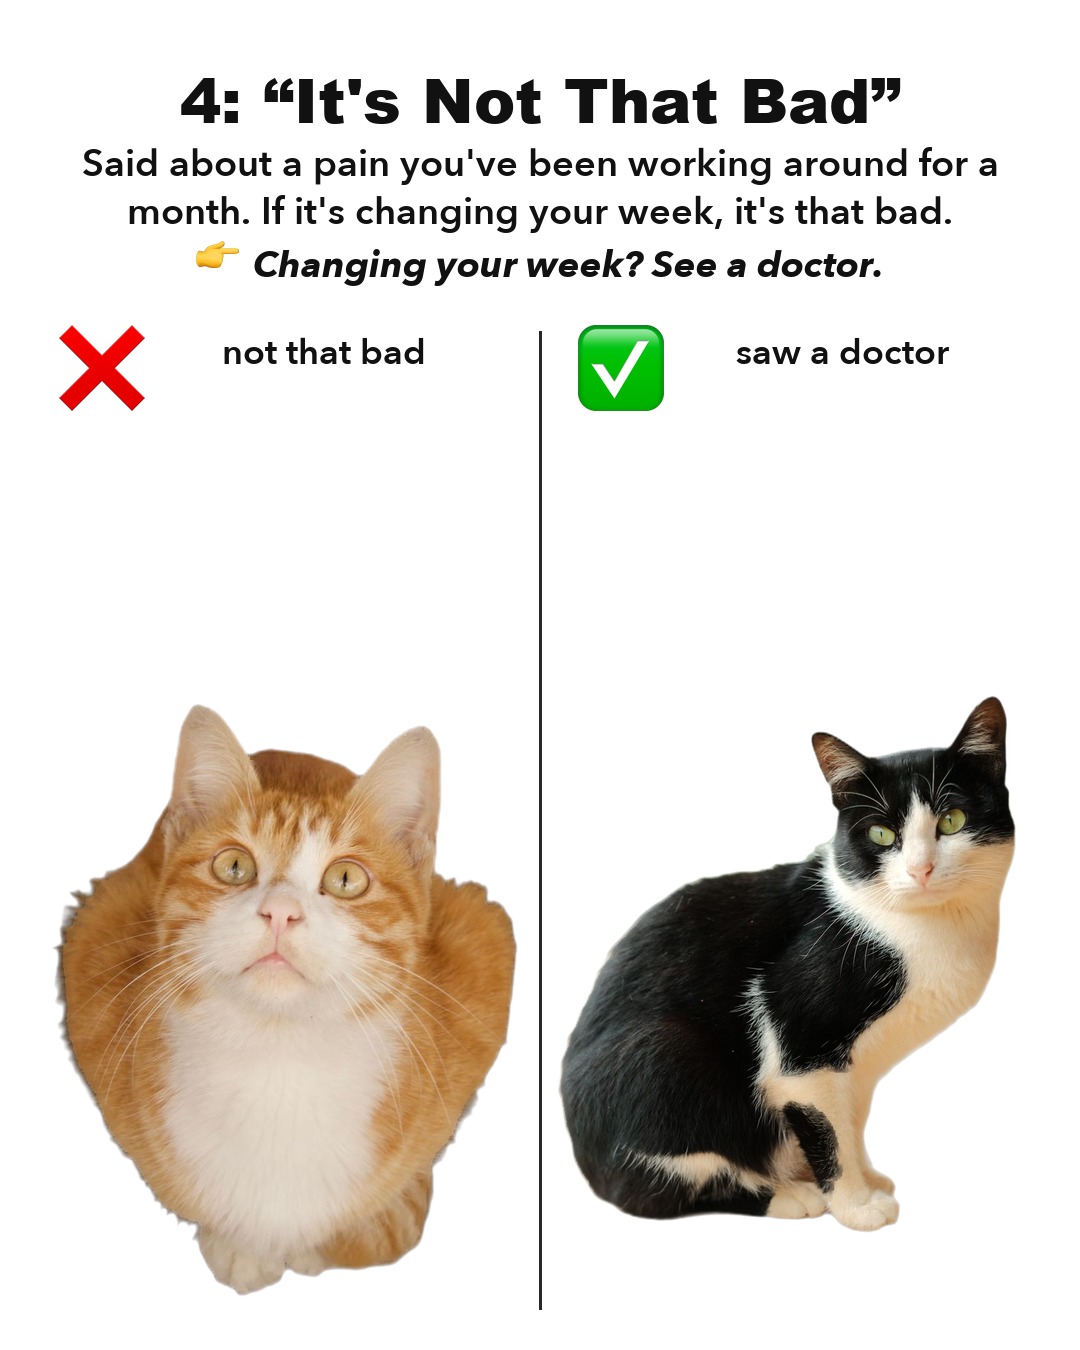 4: “It's Not That Bad”
Said about a pain you've been working around for a
month. If it's changing your week, it's that bad.
👉 Changing your week? See a doctor.
❌ not that bad
✅ saw a doctor